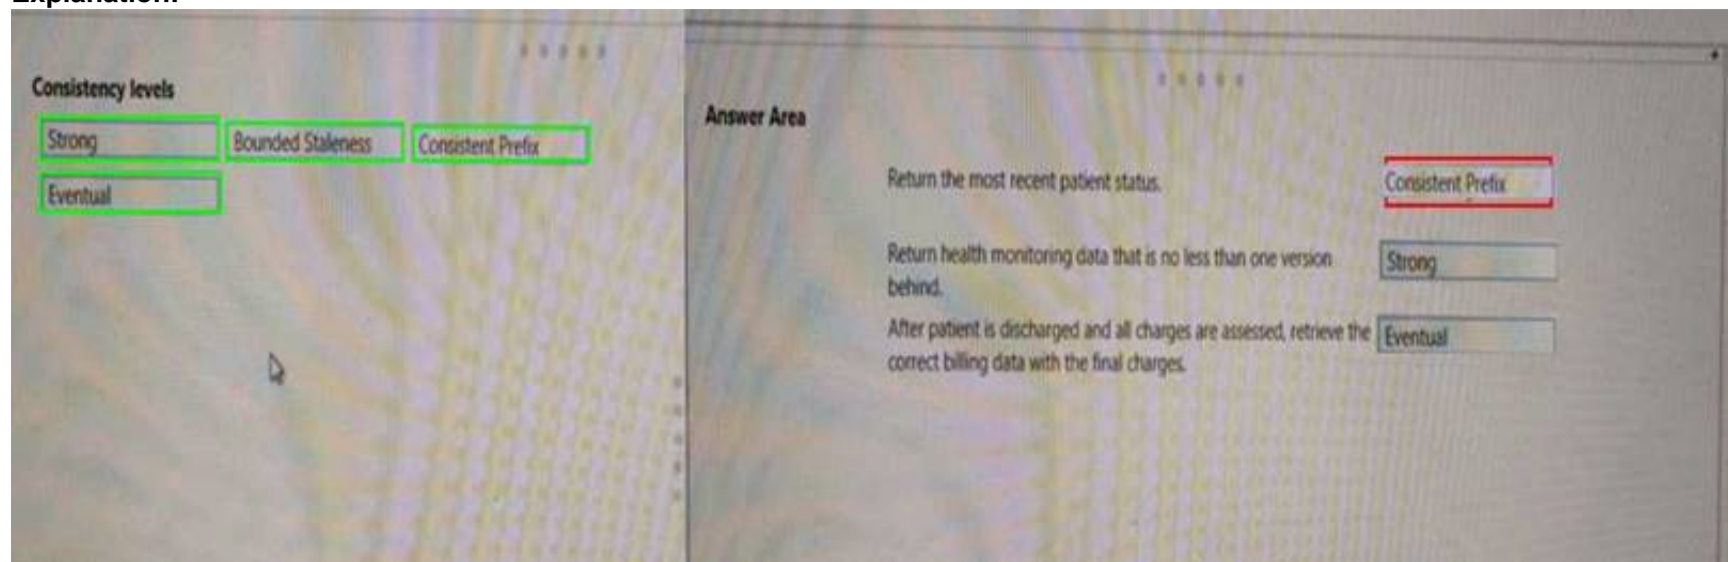 Explanation:
Consistency levels
Strong
Bounded Staleness
Consistent Prefix
Eventual
Answer Area
Return the most recent patient status.
Consistent Prefix
Return health monitoring data that is no less than one version
behind.
Strong
After patient is discharged and all charges are assessed, retrieve the
correct billing data with the final charges.
Eventual